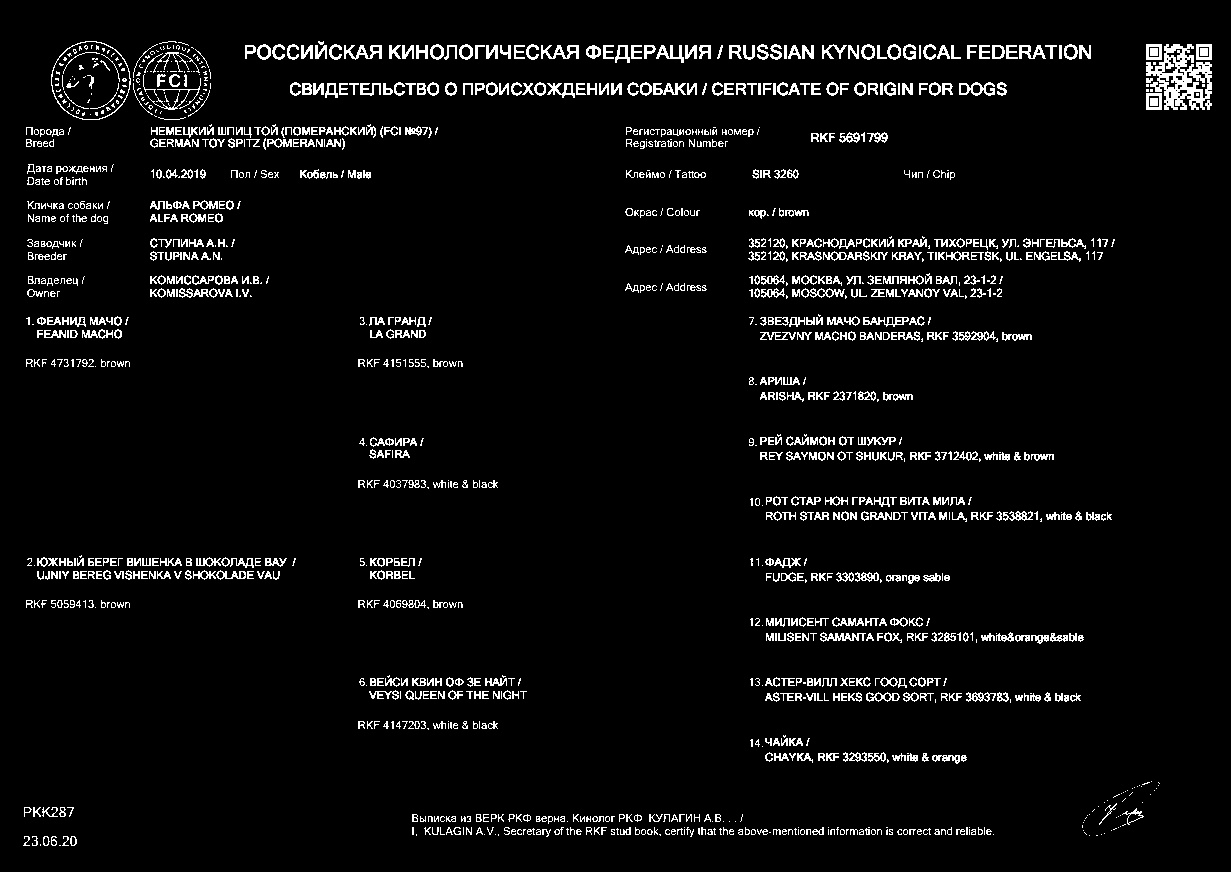 РОССИЙСКАЯ КИНОЛОГИЧЕСКАЯ ФЕДЕРАЦИЯ / RUSSIAN KYNOLOGICAL FEDERATION
FCI
СВИДЕТЕЛЬСТВО О ПРОИСХОЖДЕНИИ СОБАКИ / CERTIFICATE OF ORIGIN FOR DOGS
Порода /
Breed
НЕМЕЦКИЙ ШПИЦ ТОЙ (ПОМЕРАНСКИЙ) (FCI №97) /
GERMAN TOY SPITZ (POMERANIAN)
Регистрационный номер /
Registration Number
RKF 5691799
Дата рождения /
Date of birth
10.04.2019 Пол / Sex Кобель / Male
Клеймо / Tattoo SIR 3260 Чип / Chip
Кличка собаки /
Name of the dog
АЛЬФА РОМЕО /
ALFA ROMEO
Окрас / Colour кор. / brown
Заводчик /
Breeder
СТУПИНА А.Н. /
STUPINA A.N.
Адрес / Address
352120, КРАСНОДАРСКИЙ КРАЙ, ТИХОРЕЦК, УЛ. ЭНГЕЛЬСА, 117 /
352120, KRASNODARSKIY KRAY, TIKHORETSK, UL. ENGELSA, 117
Владелец /
Owner
КОМИССАРОВА И.В. /
KOMISSAROVA I.V.
Адрес / Address
105064, МОСКВА, УЛ. ЗЕМЛЯНОЙ ВАЛ, 23-1-2 /
105064, MOSCOW, UL. ZEMLYANOY VAL, 23-1-2
1. ФЕАНИД МАЧО /
FEANID MACHO
RKF 4731792, brown
2. ЮЖНЫЙ БЕРЕГ ВИШЕНКА В ШОКОЛАДЕ ВАУ /
UJNIY BEREG VISHENKA V SHOKOLADE VAU
RKF 5059413, brown
3. ЛА ГРАНД /
LA GRAND
RKF 4151555, brown
4. САФИРА /
SAFIRA
RKF 4037983, white & black
5. КОРБЕЛ /
KORBEL
RKF 4069804, brown
6. ВЕЙСИ КВИН ОФ ЗЕ НАЙТ /
VEYSI QUEEN OF THE NIGHT
RKF 4147203, white & black
7. ЗВЕЗДНЫЙ МАЧО БАНДЕРАС /
ZVEZVNY MACHO BANDERAS, RKF 3592904, brown
8. АРИША /
ARISHA, RKF 2371820, brown
9. РЕЙ САЙМОН ОТ ШУКУР /
REY SAYMON OT SHUKUR, RKF 3712402, white & brown
10. РОТ СТАР НОН ГРАНДТ ВИТА МИЛА /
ROTH STAR NON GRANDT VITA MILA, RKF 3538821, white & black
11. ФАДЖ /
FUDGE, RKF 3303890, orange sable
12. МИЛИСЕНТ САМАНТА ФОКС /
MILISENT SAMANTA FOX, RKF 3285101, white&orange&sable
13. АСТЕР-ВИЛЛ ХЕКС ГООД СОРТ /
ASTER-VILL HEKS GOOD SORT, RKF 3693783, white & black
14. ЧАЙКА /
CHAYKA, RKF 3293550, white & orange
РКК287
23.06.20
Выписка из ВЕРК РКФ верна. Кинолог РКФ КУЛАГИН А.В. . . /
I, KULAGIN A.V., Secretary of the RKF stud book, certify that the above-mentioned information is correct and reliable.